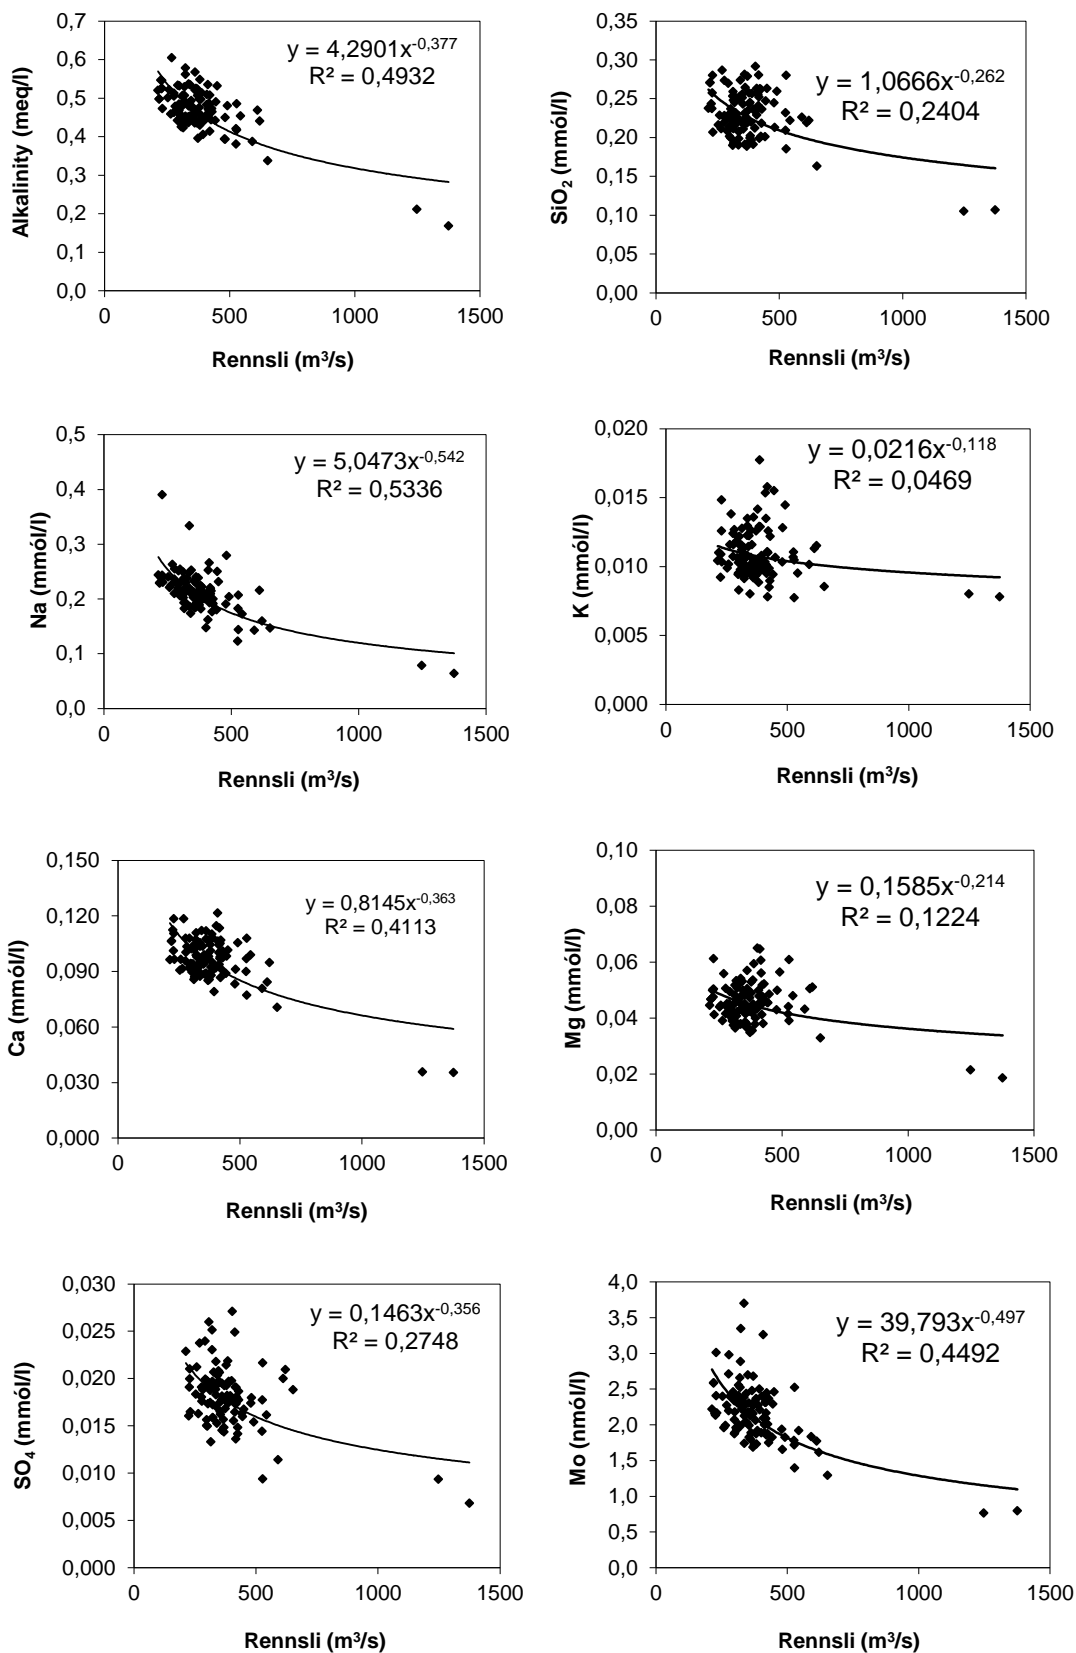 0,7
0,6
0,5
0,4
0,3
0,2
0,1
0,0
0 500 1000 1500
Alkalinity (meq/l)
y = 4,2901x⁻⁰,³⁷⁷
R² = 0,4932
Rennsli (m³/s)
0,35
0,30
0,25
0,20
0,15
0,10
0,05
0,00
0 500 1000 1500
SiO₂ (mmól/l)
y = 1,0666x⁻⁰,²⁶²
R² = 0,2404
Rennsli (m³/s)
0,5
0,4
0,3
0,2
0,1
0,0
0 500 1000 1500
Na (mmól/l)
y = 5,0473x⁻⁰,⁵⁴²
R² = 0,5336
Rennsli (m³/s)
0,020
0,015
0,010
0,005
0,000
0 500 1000 1500
K (mmól/l)
y = 0,0216x⁻⁰,¹¹⁸
R² = 0,0469
Rennsli (m³/s)
0,150
0,120
0,090
0,060
0,030
0,000
0 500 1000 1500
Ca (mmól/l)
y = 0,8145x⁻⁰,³⁶³
R² = 0,4113
Rennsli (m³/s)
0,10
0,08
0,06
0,04
0,02
0,00
0 500 1000 1500
Mg (mmól/l)
y = 0,1585x⁻⁰,²¹⁴
R² = 0,1224
Rennsli (m³/s)
0,030
0,025
0,020
0,015
0,010
0,005
0,000
0 500 1000 1500
SO₄ (mmól/l)
y = 0,1463x⁻⁰,³⁵⁶
R² = 0,2748
Rennsli (m³/s)
4,0
3,5
3,0
2,5
2,0
1,5
1,0
0,5
0,0
0 500 1000 1500
Mo (nmól/l)
y = 39,793x⁻⁰,⁴⁹⁷
R² = 0,4492
Rennsli (m³/s)